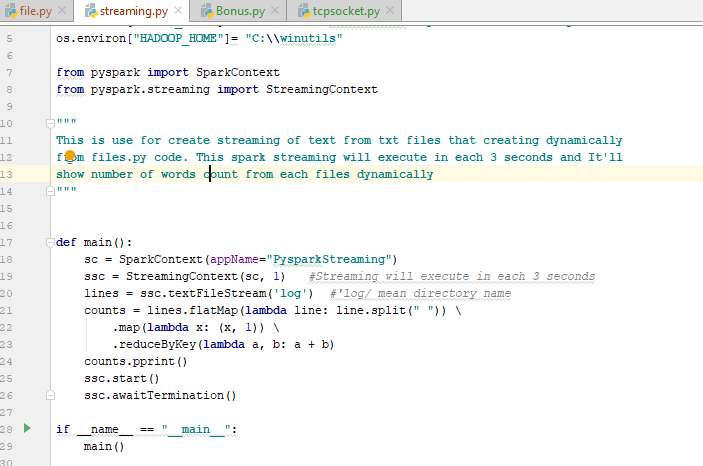 file.py streaming.py Bonus.py tcpsocket.py
5 os.environ["HADOOP_HOME"]= "C:\\winutils"
6
7 from pyspark import SparkContext
8 from pyspark.streaming import StreamingContext
9
10 """
11 This is use for create streaming of text from txt files that creating dynamically
12 from files.py code. This spark streaming will execute in each 3 seconds and It'll
13 show number of words count from each files dynamically
14 """
15
16
17 def main():
18 sc = SparkContext(appName="PysparkStreaming")
19 ssc = StreamingContext(sc, 1) #Streaming will execute in each 3 seconds
20 lines = ssc.textFileStream('log') #'log/ mean directory name
21 counts = lines.flatMap(lambda line: line.split(" ")) \
22 .map(lambda x: (x, 1)) \
23 .reduceByKey(lambda a, b: a + b)
24 counts.pprint()
25 ssc.start()
26 ssc.awaitTermination()
27
28 if __name__ == "__main__":
29 main()
30